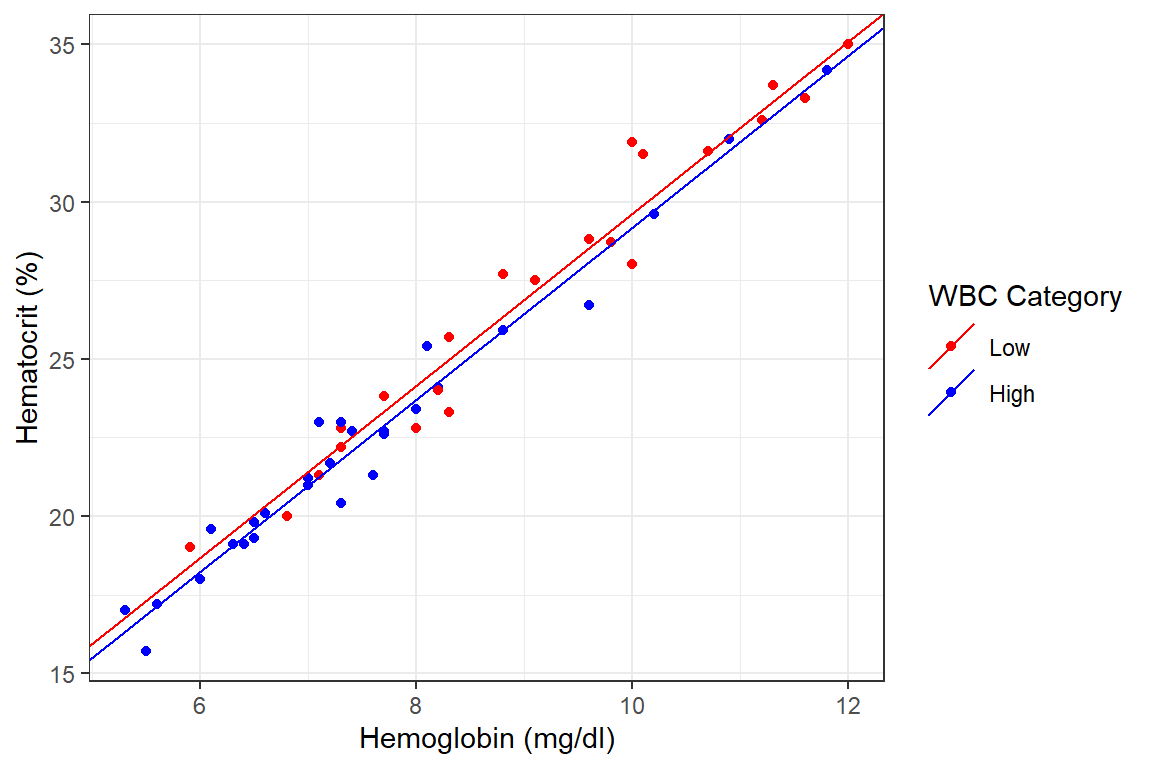 35
30
25
20
15
Hematocrit (%)
6 8 10 12
Hemoglobin (mg/dl)
WBC Category
Low
High